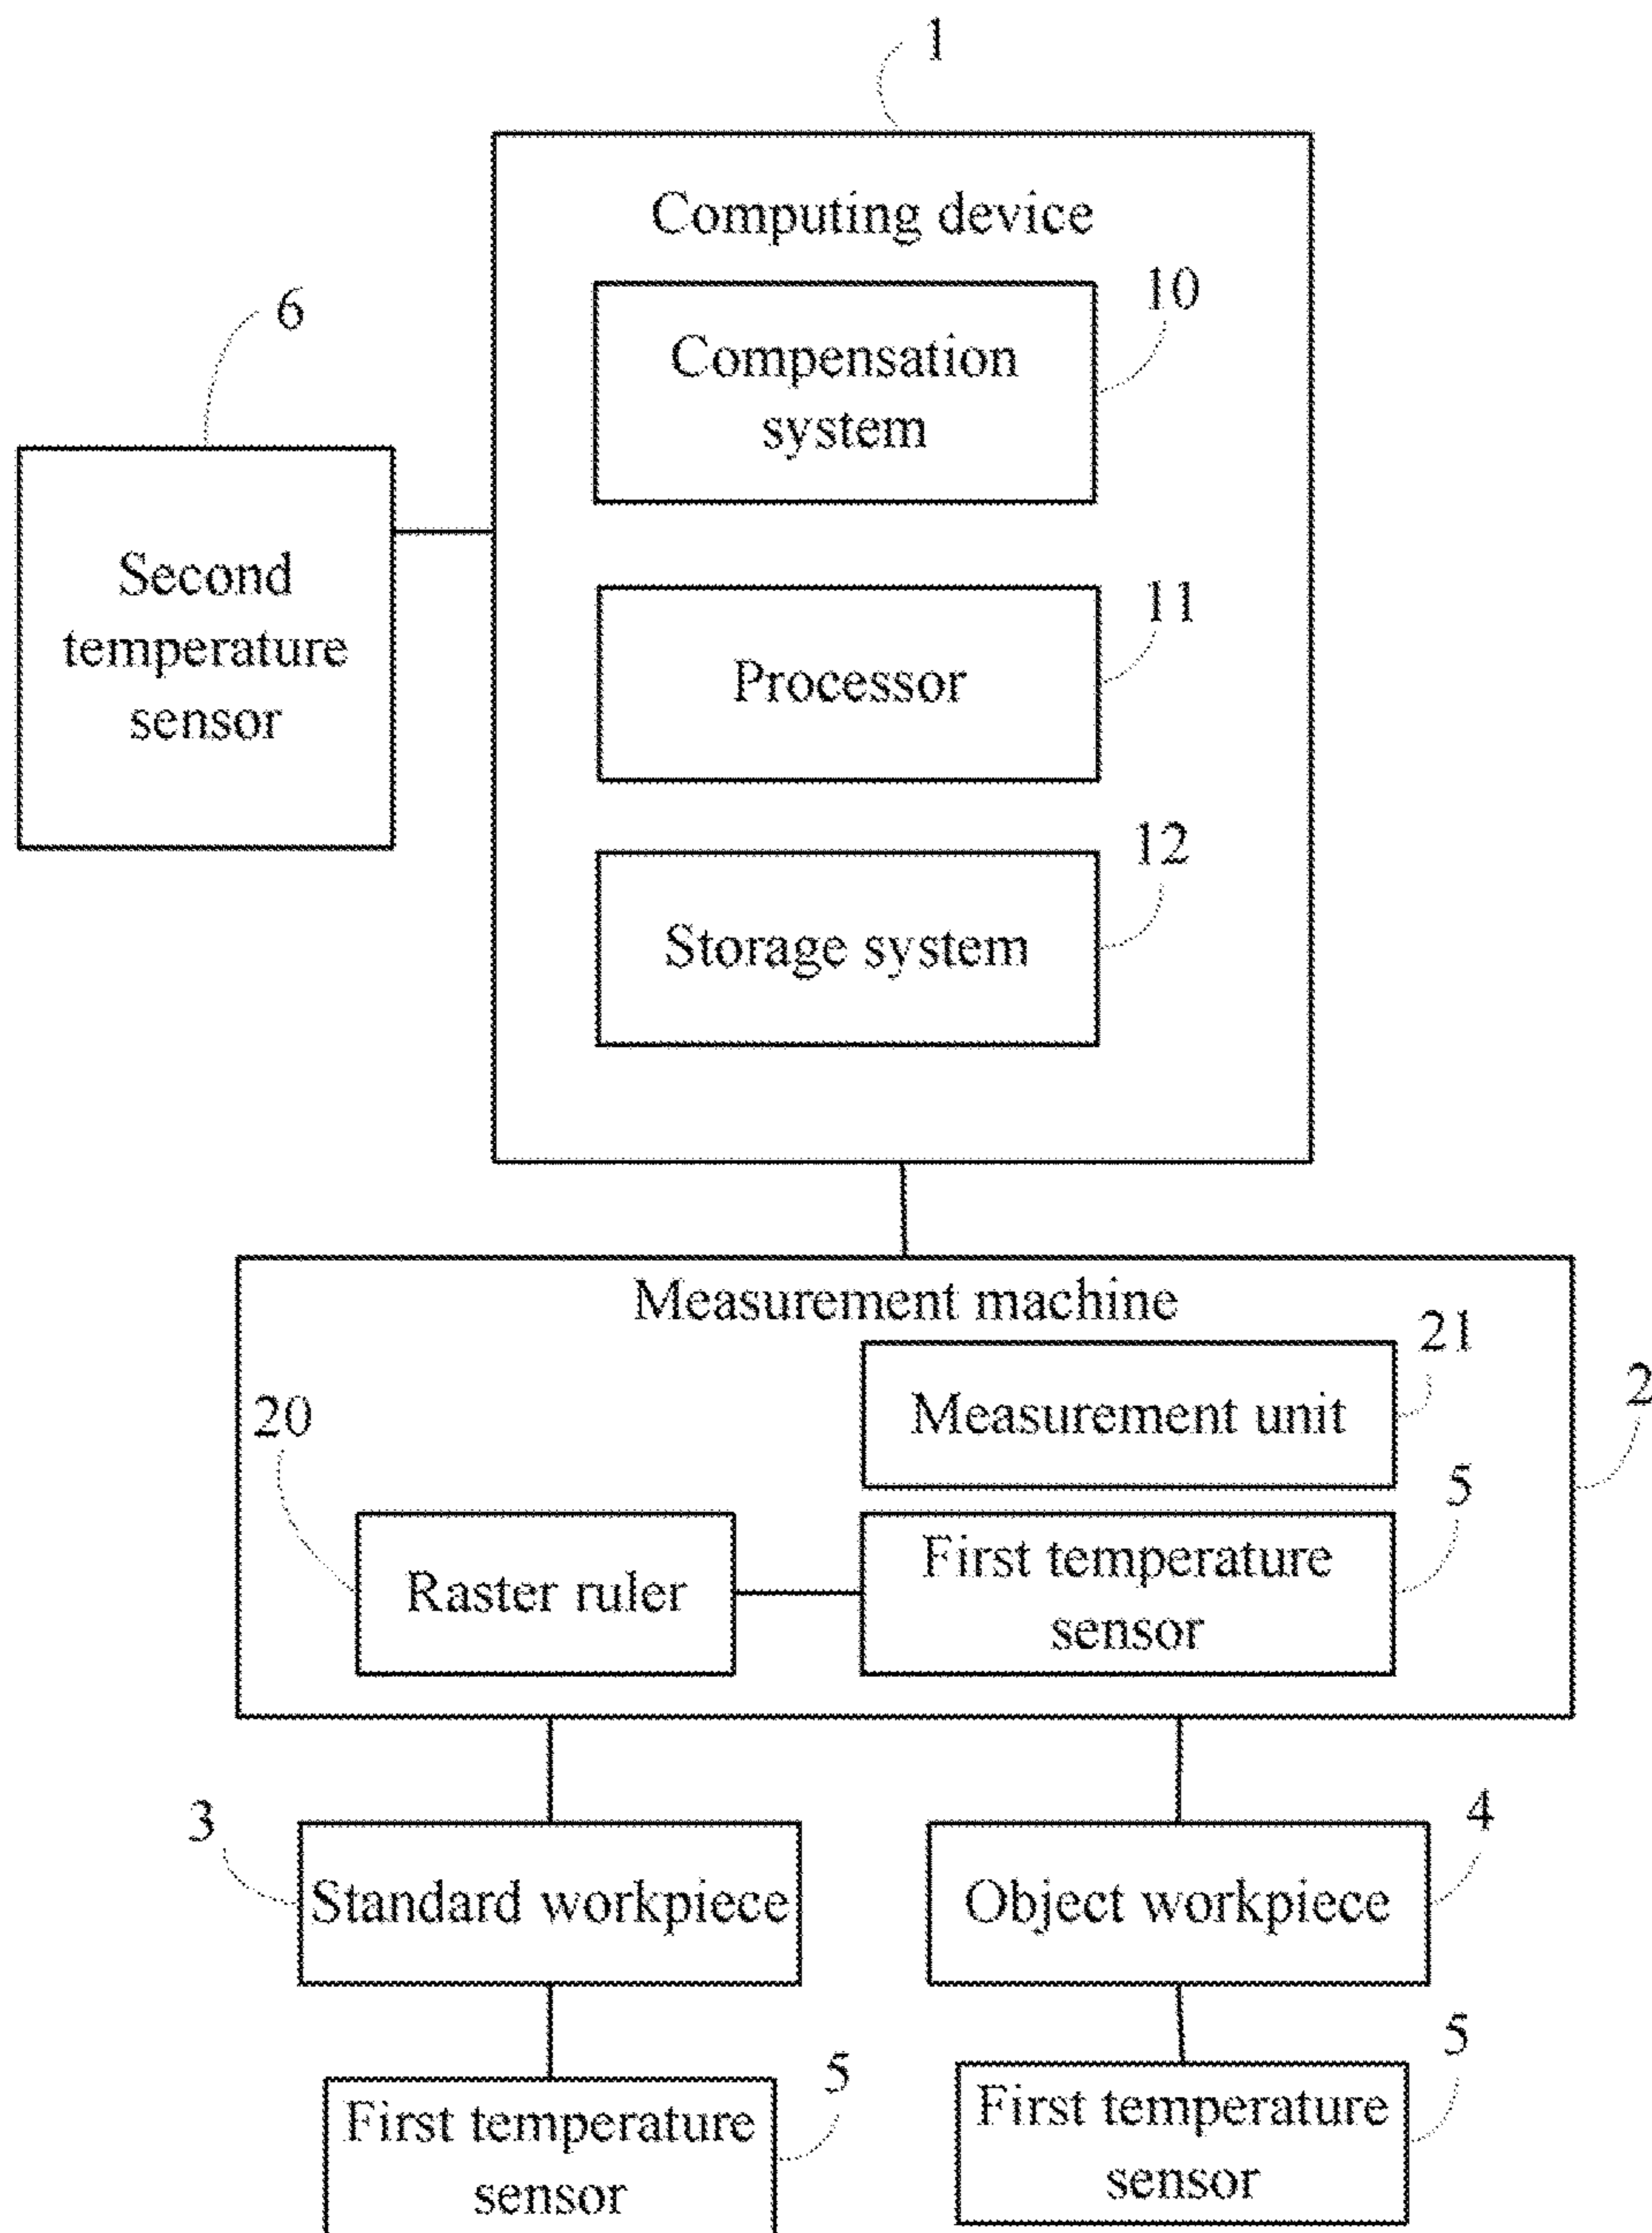 1
Computing device
10
Compensation
system
6
Second
temperature
sensor
11
Processor
12
Storage system
Measurement machine
21
Measurement unit
2
20
Raster ruler
5
First temperature
sensor
3
Standard workpiece
4
Object workpiece
5
First temperature
sensor
5
First temperature
sensor